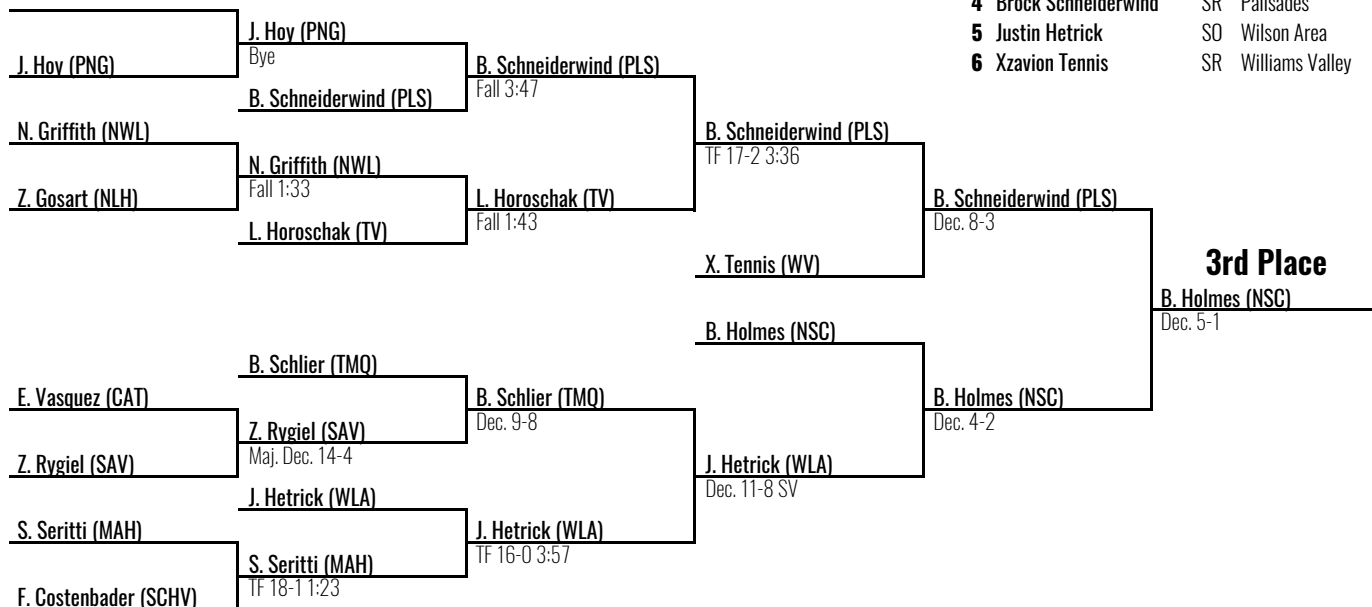 4 Brock Schneiderwind SR Palisades
5 Justin Hetrick SO Wilson Area
6 Xzavion Tennis SR Williams Valley
J. Hoy (PNG)
J. Hoy (PNG)
Bye
B. Schneiderwind (PLS)
B. Schneiderwind (PLS)
Fall 3:47
N. Griffith (NWL)
Z. Gosart (NLH)
N. Griffith (NWL)
Fall 1:33
L. Horoschak (TV)
L. Horoschak (TV)
Fall 1:43
B. Schneiderwind (PLS)
TF 17-2 3:36
X. Tennis (WV)
B. Schneiderwind (PLS)
Dec. 8-3
3rd Place
B. Holmes (NSC)
Dec. 5-1
B. Holmes (NSC)
B. Holmes (NSC)
Dec. 4-2
B. Schlier (TMQ)
E. Vasquez (CAT)
Z. Rygiel (SAV)
Z. Rygiel (SAV)
Maj. Dec. 14-4
B. Schlier (TMQ)
Dec. 9-8
J. Hetrick (WLA)
Dec. 11-8 SV
J. Hetrick (WLA)
S. Seritti (MAH)
F. Costenbader (SCHV)
S. Seritti (MAH)
TF 18-1 1:23
J. Hetrick (WLA)
TF 16-0 3:57